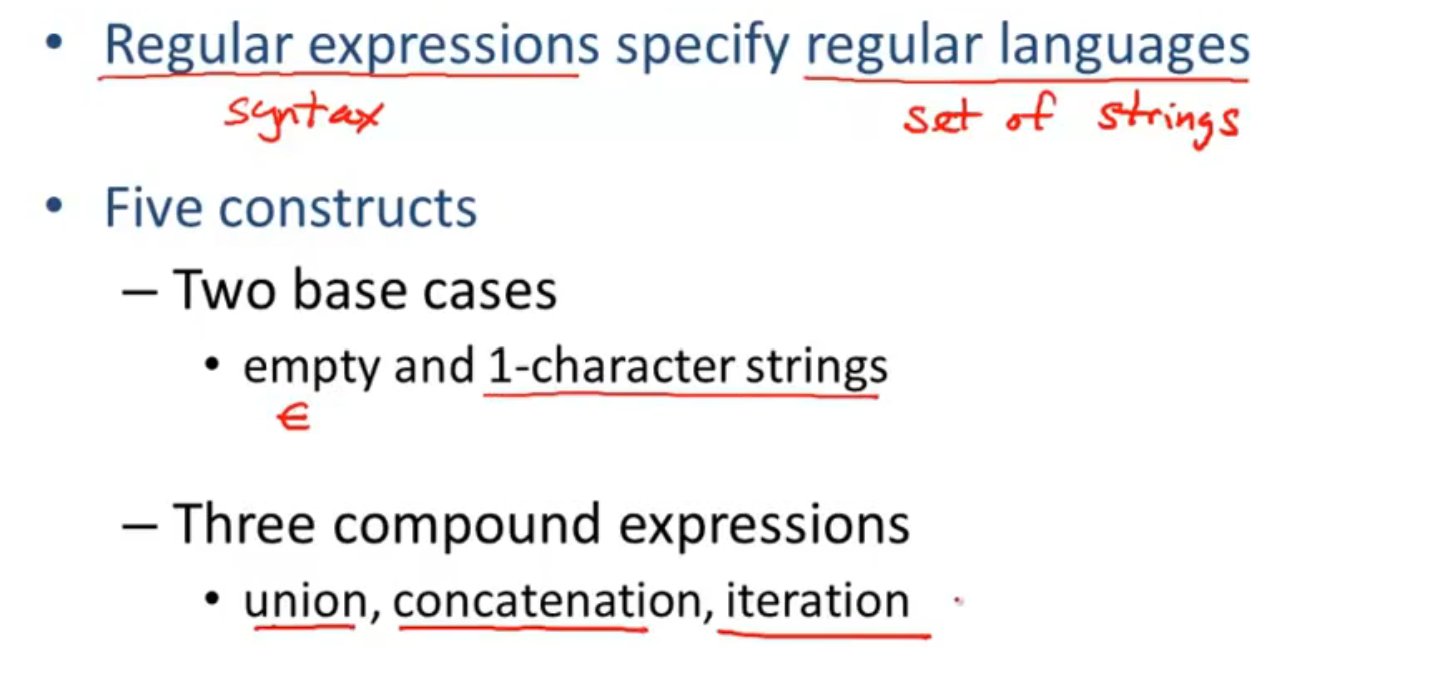 • Regular expressions specify regular languages
syntax set of strings
• Five constructs
– Two base cases
• empty and 1-character strings
ϵ
– Three compound expressions
• union, concatenation, iteration